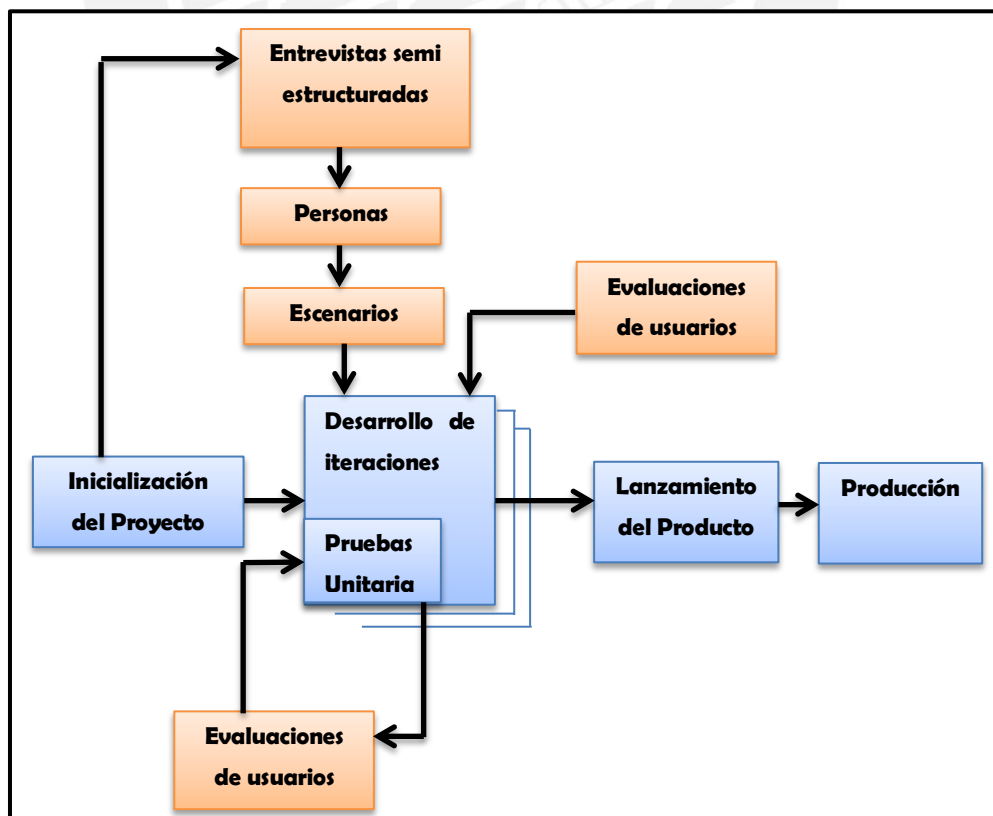 Entrevistas semi
estructuradas
Personas
Escenarios
Evaluaciones
de usuarios
Desarrollo de
iteraciones
Inicialización
del Proyecto
Lanzamiento
del Producto
Producción
Pruebas
Unitaria
Evaluaciones
de usuarios